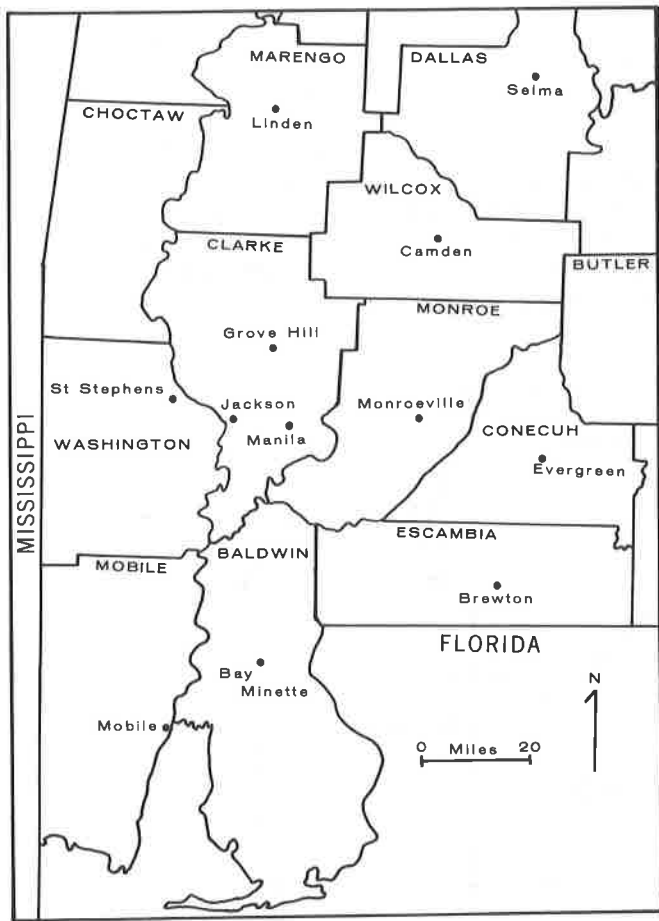 MARENGO
DALLAS
Selma
CHOCTAW
Linden
WILCOX
CLARKE
Camden
BUTLER
MONROE
Grove Hill
St Stephens
Jackson
Monroeville
Manila
CONECUH
WASHINGTON
Evergreen
MISSISSIPPI
ESCAMBIA
BALDWIN
MOBILE
Brewton
FLORIDA
Bay
Minette
N
Mobile
0 Miles 20